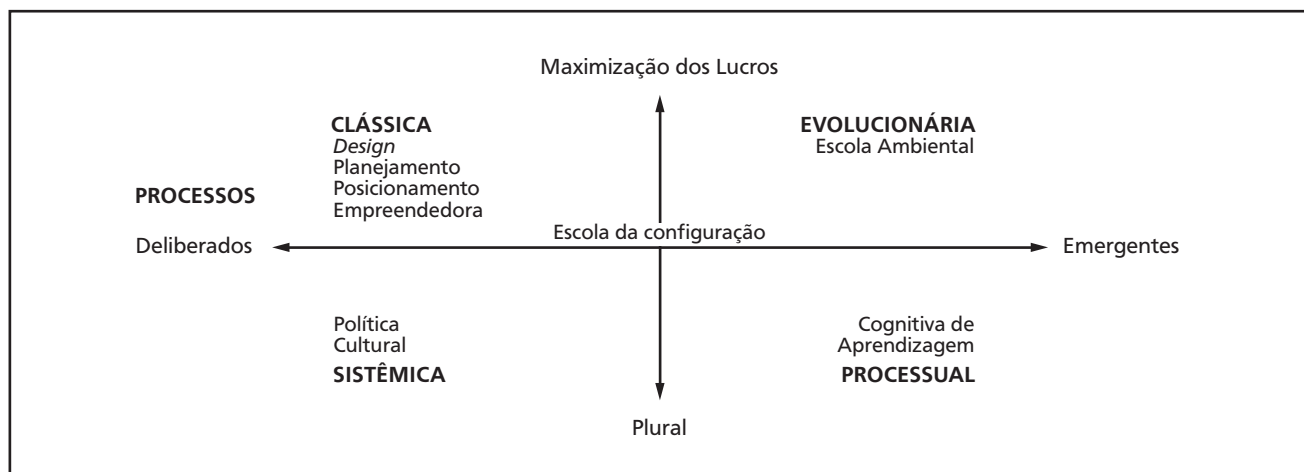 Maximização dos Lucros
CLÁSSICA
Design
Planejamento
Posicionamento
Empreendedora
EVOLUCIONÁRIA
Escola Ambiental
PROCESSOS
Deliberados
Escola da configuração
Emergentes
Política
Cultural
SISTÊMICA
Cognitiva de
Aprendizagem
PROCESSUAL
Plural